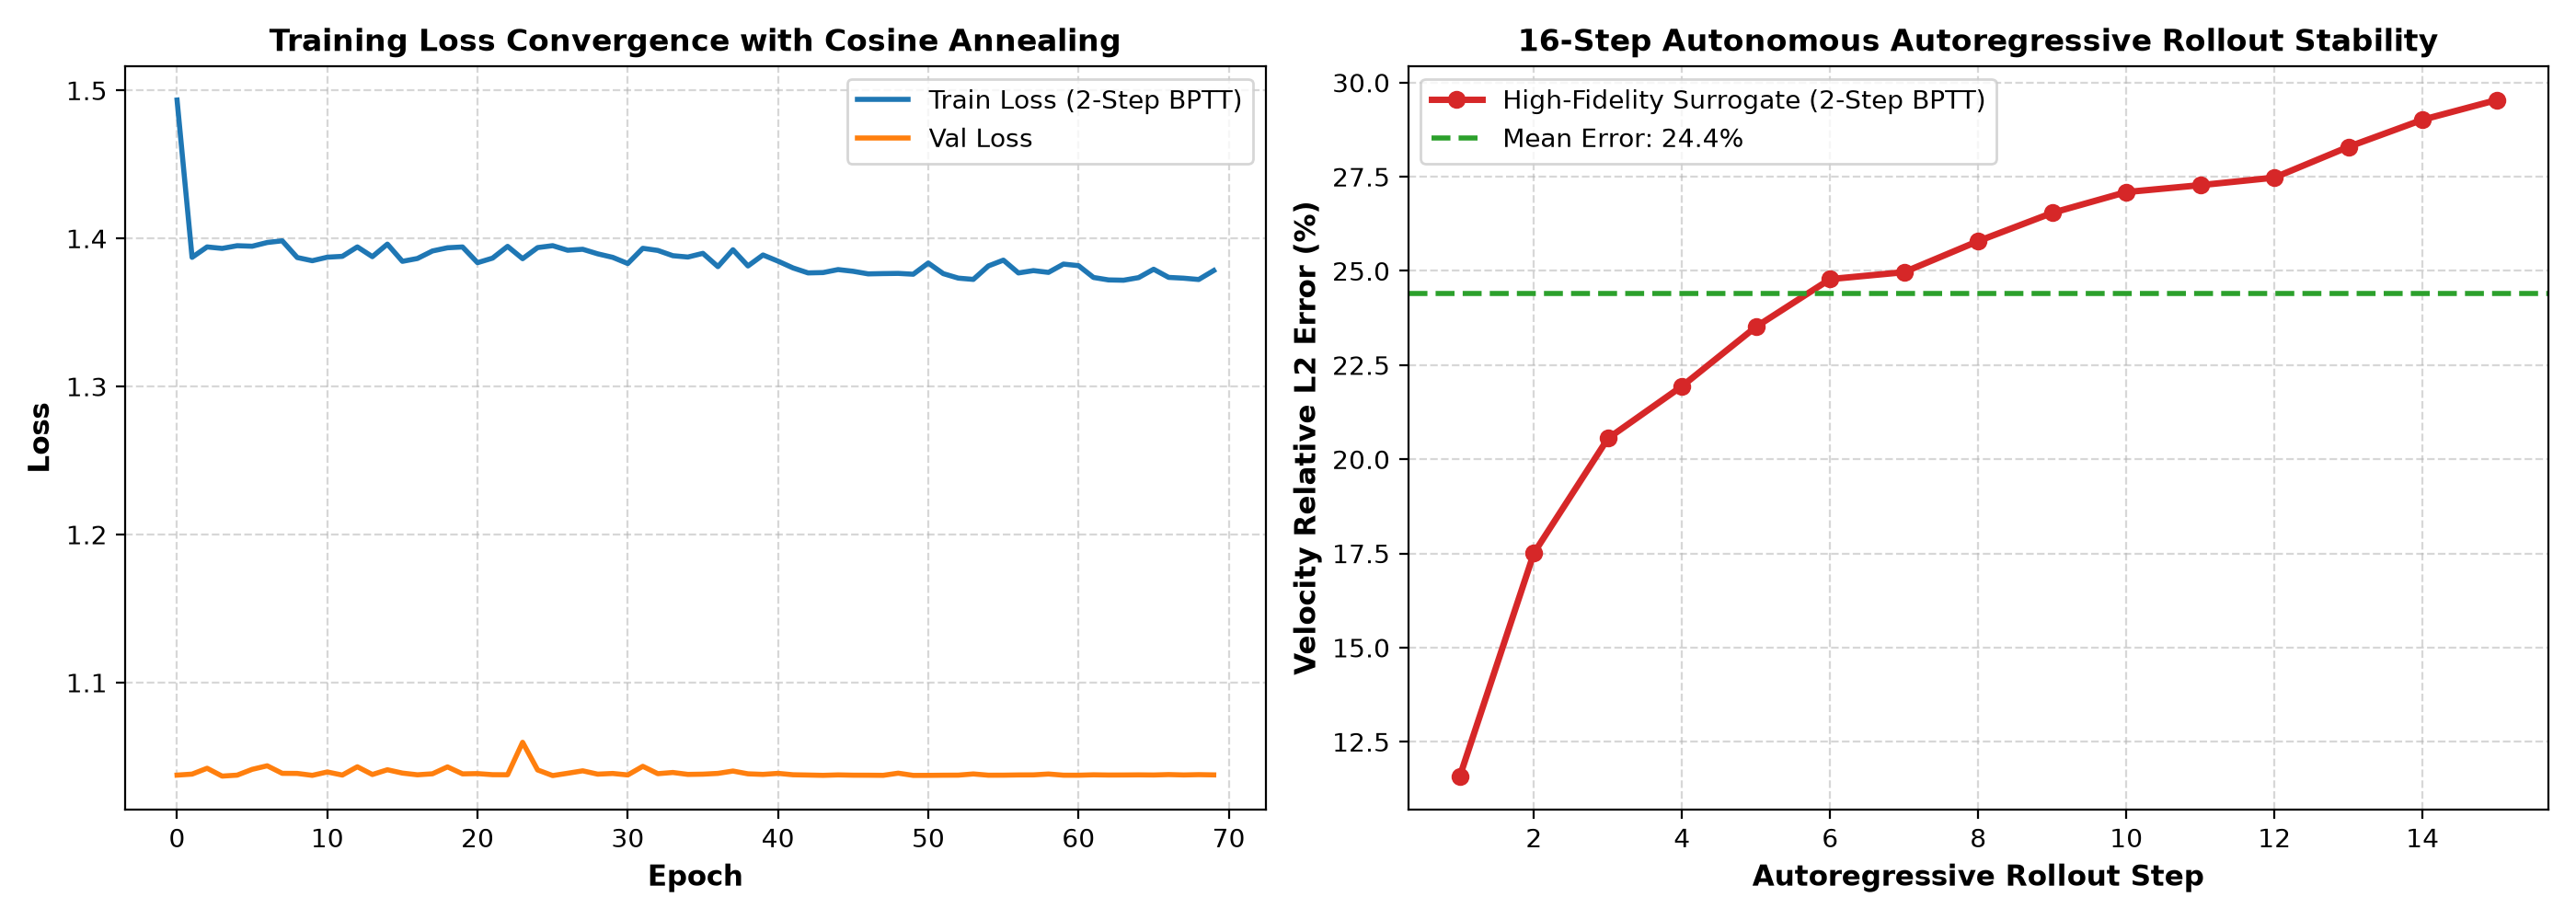 Training Loss Convergence with Cosine Annealing
Train Loss (2-Step BPTT)
Val Loss
1.5
1.4
1.3
1.2
1.1
Loss
0 10 20 30 40 50 60 70
Epoch
16-Step Autonomous Autoregressive Rollout Stability
High-Fidelity Surrogate (2-Step BPTT)
Mean Error: 24.4%
30.0
27.5
25.0
22.5
20.0
17.5
15.0
12.5
Velocity Relative L2 Error (%)
2 4 6 8 10 12 14
Autoregressive Rollout Step